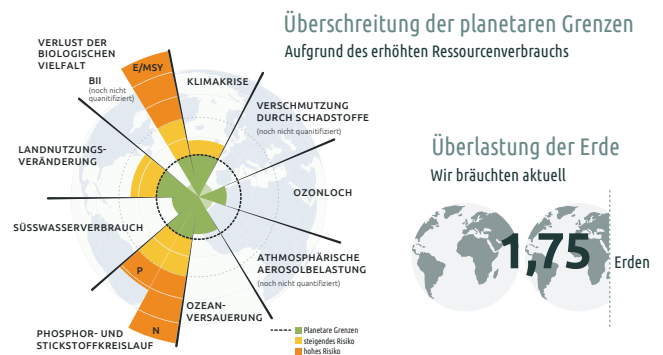 Überschreitung der planetaren Grenzen
Aufgrund des erhöhten Ressourcenverbrauchs
VERLUST DER
BIOLOGISCHEN
VIELFALT
E/MSY
BII
(noch nicht
quanitifiziert)
KLIMAKRISE
VERSCHMUTZUNG
DURCH SCHADSTOFFE
(noch nicht quantifiziert)
LANDNUTZUNGS-
VERÄNDERUNG
OZONLOCH
SÜSSWASSERVERBRAUCH
ATHMOSPHÄRISCHE
AEROSOLBELASTUNG
(noch nicht quantifiziert)
P
N
OZEAN-
VERSAUERUNG
PHOSPHOR- UND
STICKSTOFFKREISLAUF
Planetare Grenzen
steigendes Risiko
hohes Risiko
Überlastung der Erde
Wir bräuchten aktuell
1,75
Erden